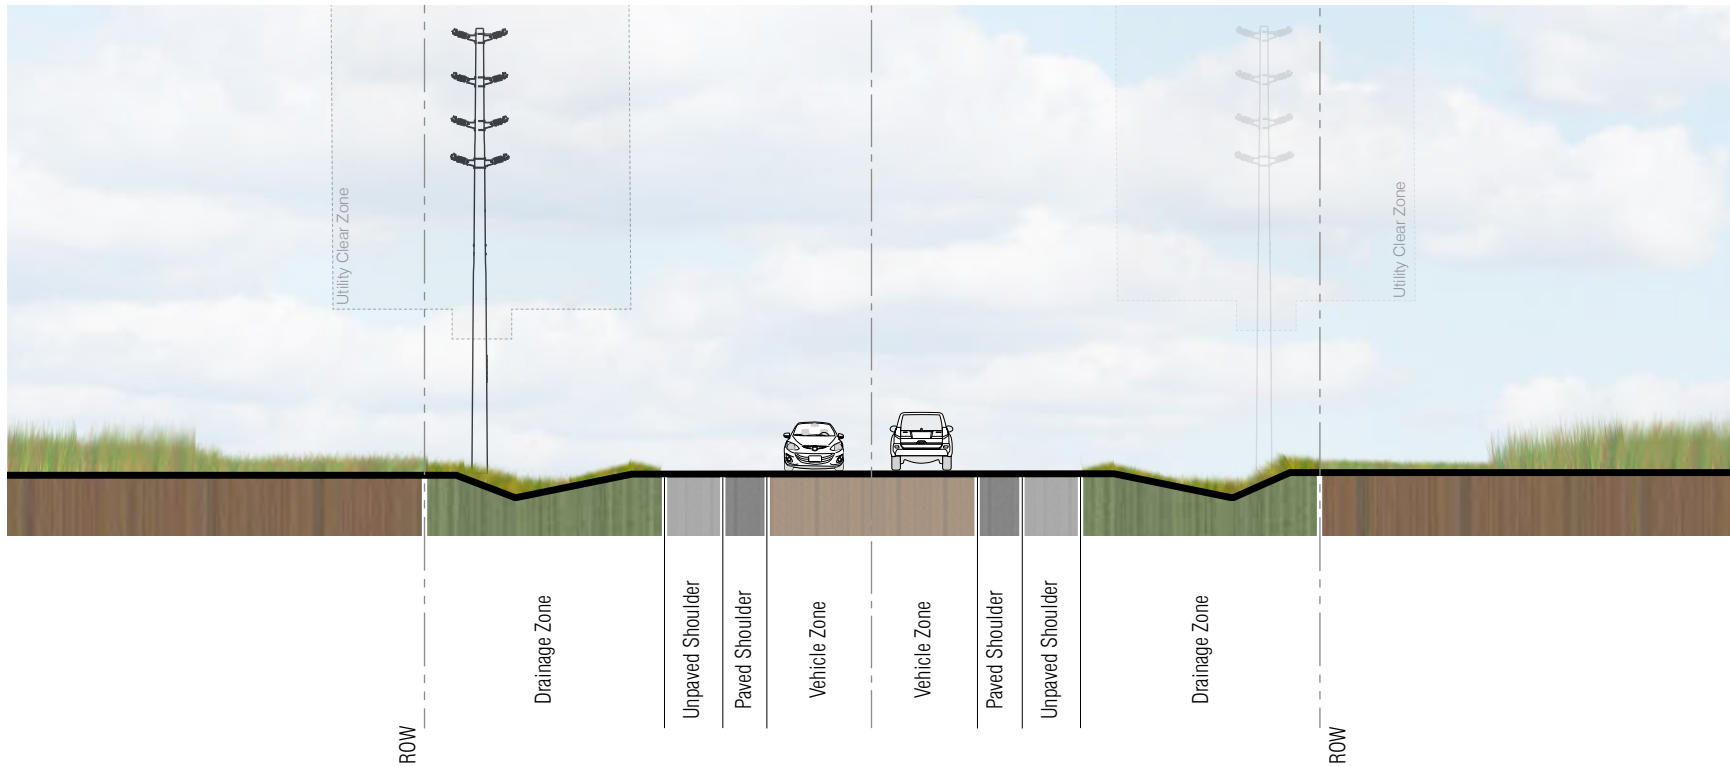 Utility Clear Zone
Utility Clear Zone
ROW
Drainage Zone
Unpaved Shoulder
Paved Shoulder
Vehicle Zone
Vehicle Zone
Paved Shoulder
Unpaved Shoulder
Drainage Zone
ROW